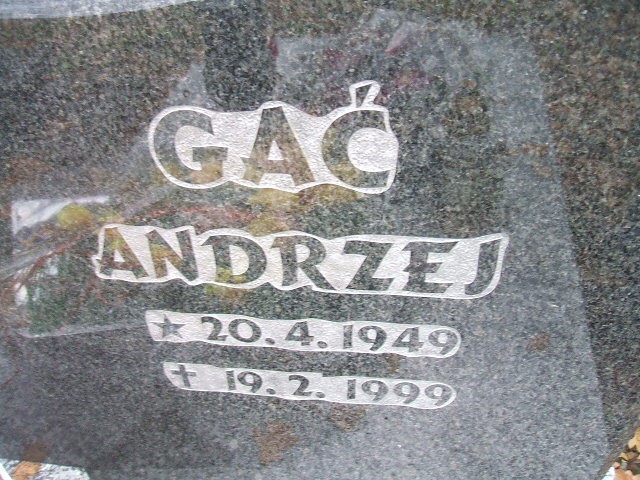 GAĆ
ANDRZEJ
★ 20.4.1949
✝ 19.2.1999